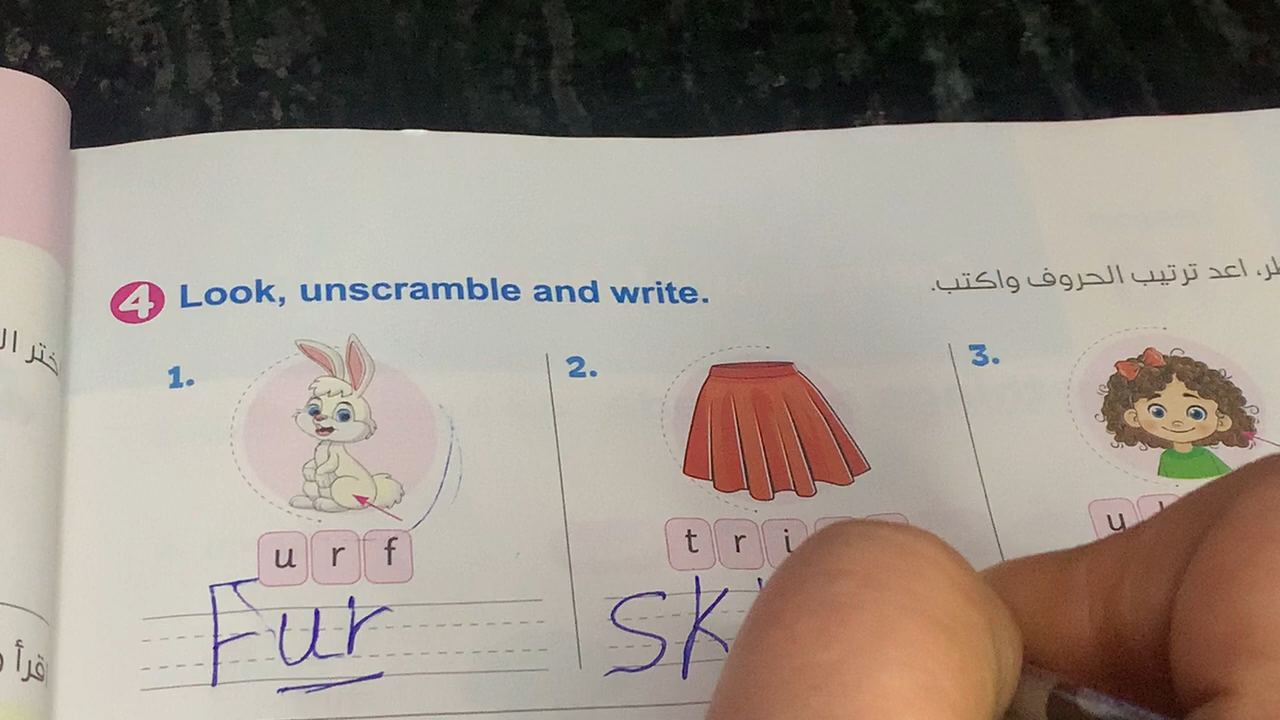 4 Look, unscramble and write.
اعد ترتيب الحروف واكتب.
1.
2.
3.
u r f
t r i
u
Fur
sk